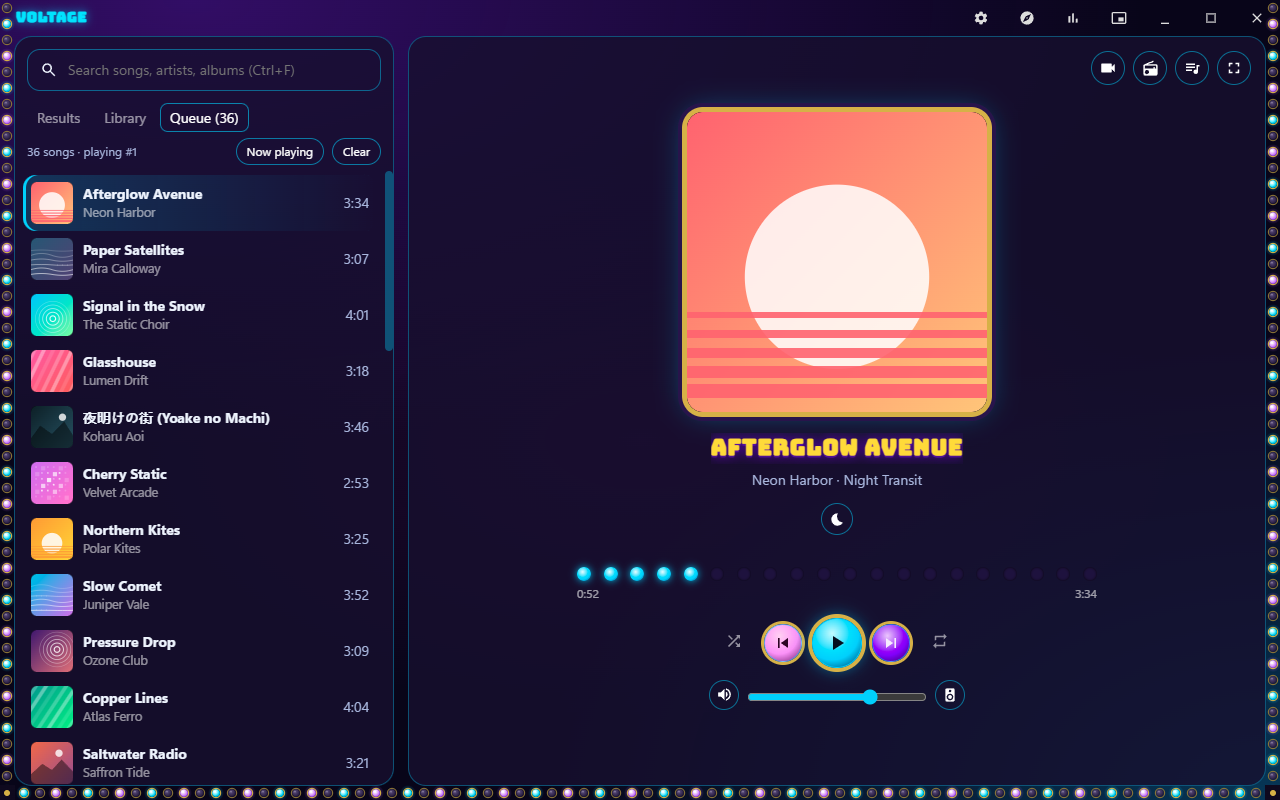 VOLTAGE
Search songs, artists, albums (Ctrl+F)
Results Library Queue (36)
36 songs · playing #1 Now playing Clear
Afterglow Avenue
Neon Harbor
3:34
Paper Satellites
Mira Calloway
3:07
Signal in the Snow
The Static Choir
4:01
Glasshouse
Lumen Drift
3:18
夜明けの街 (Yoake no Machi)
Koharu Aoi
3:46
Cherry Static
Velvet Arcade
2:53
Northern Kites
Polar Kites
3:25
Slow Comet
Juniper Vale
3:52
Pressure Drop
Ozone Club
3:09
Copper Lines
Atlas Ferro
4:04
Saltwater Radio
Saffron Tide
3:21
AFTERGLOW AVENUE
Neon Harbor · Night Transit
0:52 3:34